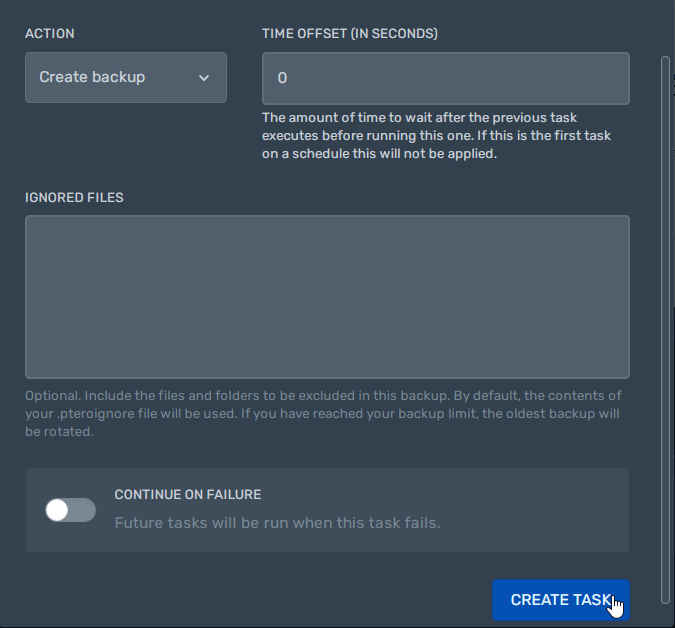 ACTION
TIME OFFSET (IN SECONDS)
Create backup
0
The amount of time to wait after the previous task
executes before running this one. If this is the first task
on a schedule this will not be applied.
IGNORED FILES
Optional. Include the files and folders to be excluded in this backup. By default, the contents of
your .pteroignore file will be used. If you have reached your backup limit, the oldest backup will
be rotated.
CONTINUE ON FAILURE
Future tasks will be run when this task fails.
CREATE TASK